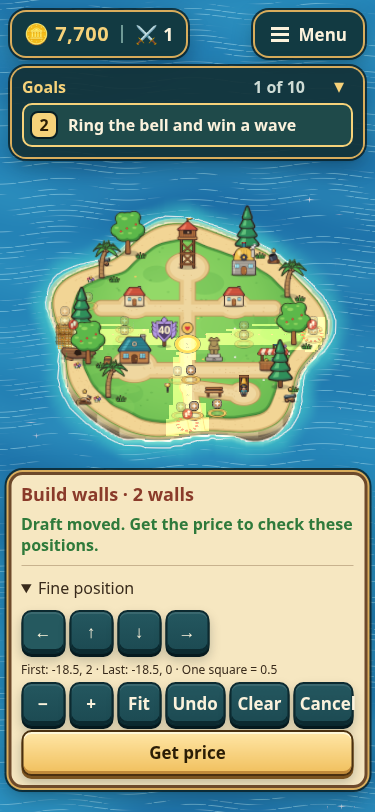 7,700 | 1
Menu
Goals 1 of 10 ▼
2 Ring the bell and win a wave
40
Build walls · 2 walls
Draft moved. Get the price to check these
positions.
▼ Fine position
← ↑ ↓ →
First: -18.5, 2 · Last: -18.5, 0 · One square = 0.5
− + Fit Undo Clear Cancel
Get price